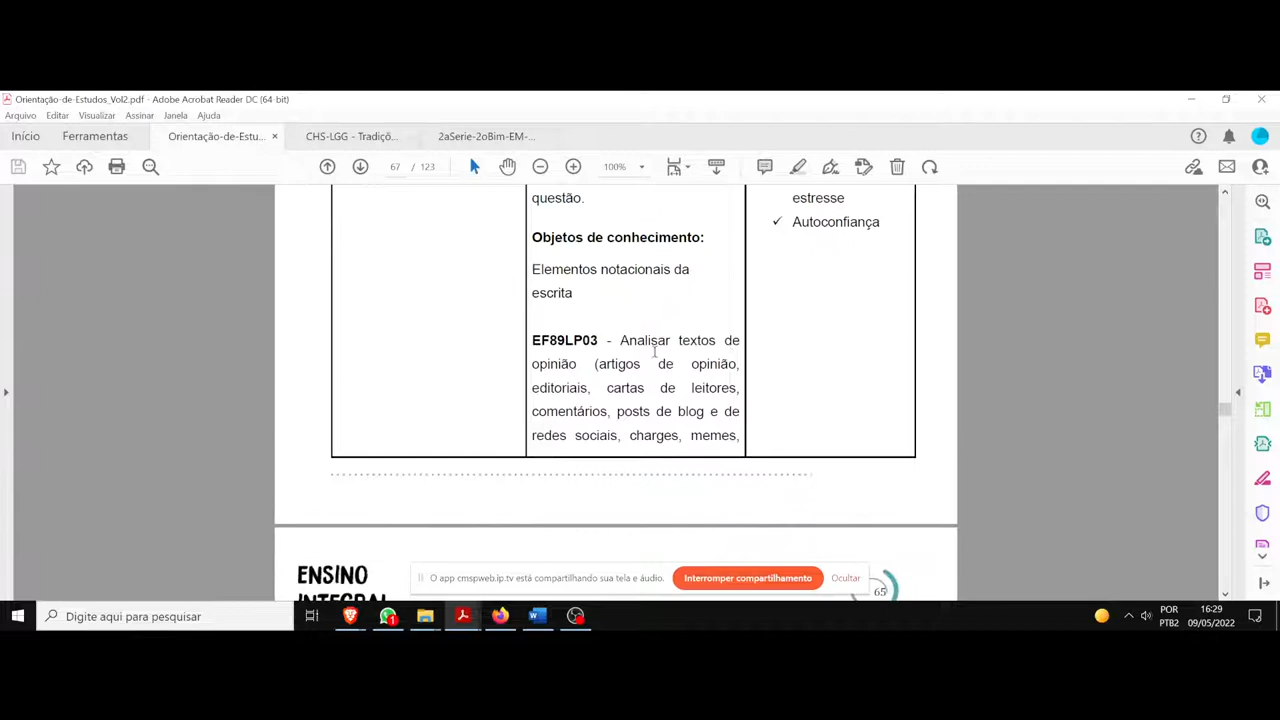 Orientação-de-Estudos_Vol2.pdf - Adobe Acrobat Reader DC (64-bit)
Arquivo Editar Visualizar Assinar Janela Ajuda
Início Ferramentas Orientação-de-Estu... × CHS-LGG - Tradiçõ... 2aSerie-2oBim-EM-...
67 / 123 100%
questão.
Objetos de conhecimento:
Elementos notacionais da
escrita
EF89LP03 - Analisar textos de
opinião (artigos de opinião,
editoriais, cartas de leitores,
comentários, posts de blog e de
redes sociais, charges, memes,
estresse
✓ Autoconfiança
ENSINO
INTEGRAL
65
O app cmspweb.ip.tv está compartilhando sua tela e áudio. Interromper compartilhamento Ocultar
Digite aqui para pesquisar
1
POR
PTB2
16:29
09/05/2022